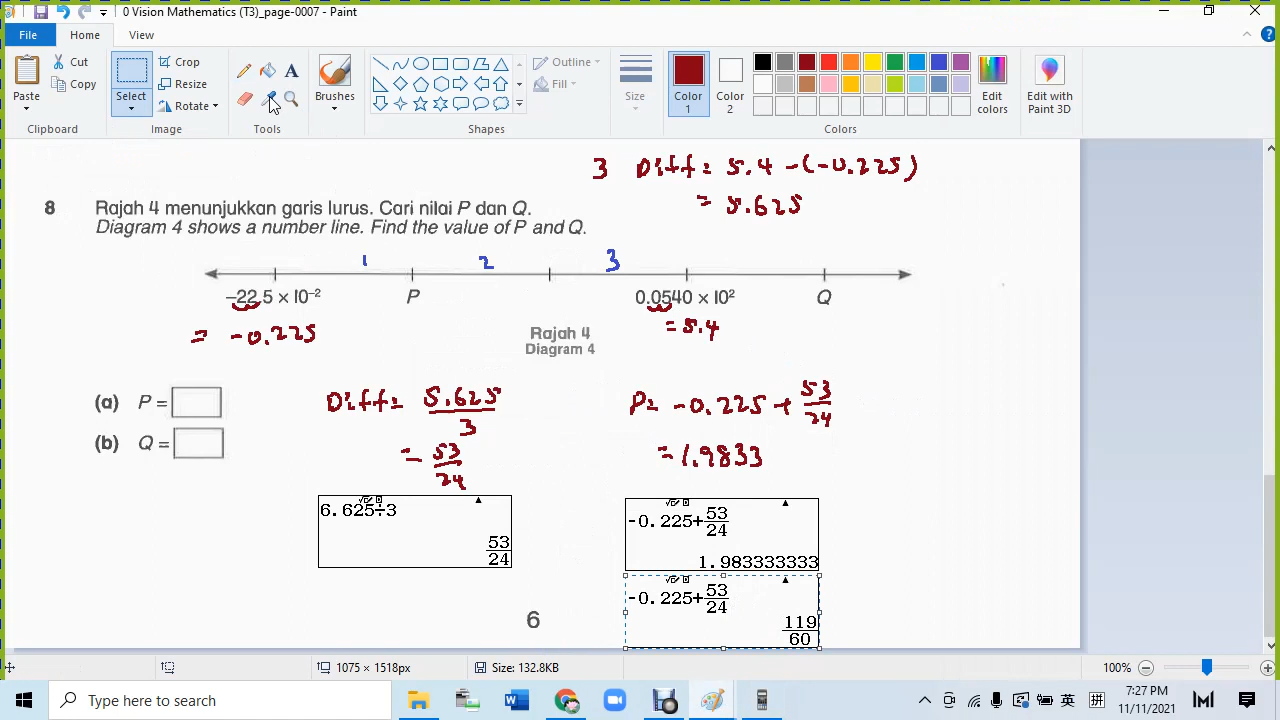 0 Vision Mathematics (T3)_page-0007 - Paint
File Home View
Paste Cut Copy Clipboard
Select Crop Resize Rotate Image
Tools
Brushes
Outline Fill Shapes
Size
Color 1 Color 2 Edit colors Colors
Edit with Paint 3D
3 Diff = 5.4 - (-0.225)
= 5.625
8 Rajah 4 menunjukkan garis lurus. Cari nilai P dan Q.
Diagram 4 shows a number line. Find the value of P and Q.
1 2 3
−22.5 × 10⁻² P 0.0540 × 10² Q
= -0.225 = 5.4
Rajah 4
Diagram 4
(a) P =
(b) Q =
Diff = 5.625/3
= 53/24
P = -0.225 + 53/24
= 1.9833
6.625÷3
53/24
-0.225+53/24
1.983333333
-0.225+53/24
119/60
6
1075 × 1518px Size: 132.8KB 100%
Type here to search
英 拼 7:27 PM
11/11/2021